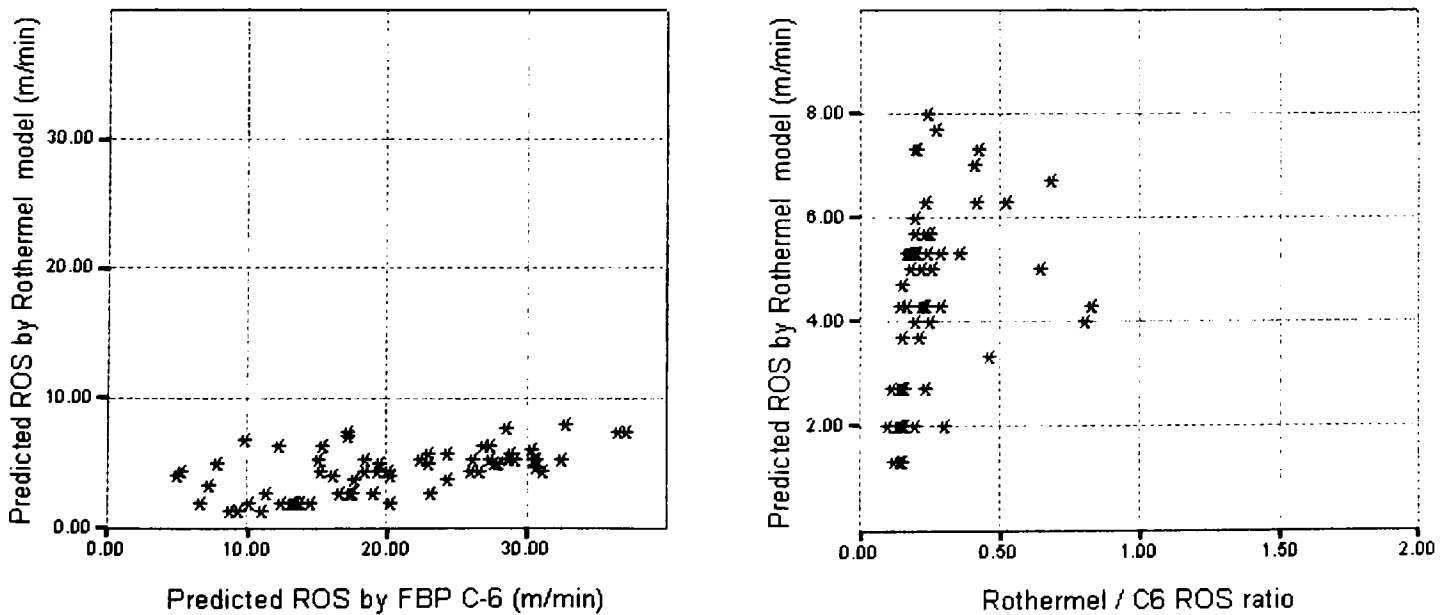 Predicted ROS by Rothermel model (m/min)
30.00
20.00
10.00
0.00
0.00 10.00 20.00 30.00
Predicted ROS by FBP C-6 (m/min)
Predicted ROS by Rothermel model (m/min)
8.00
6.00
4.00
2.00
0.00 0.50 1.00 1.50 2.00
Rothermel / C6 ROS ratio